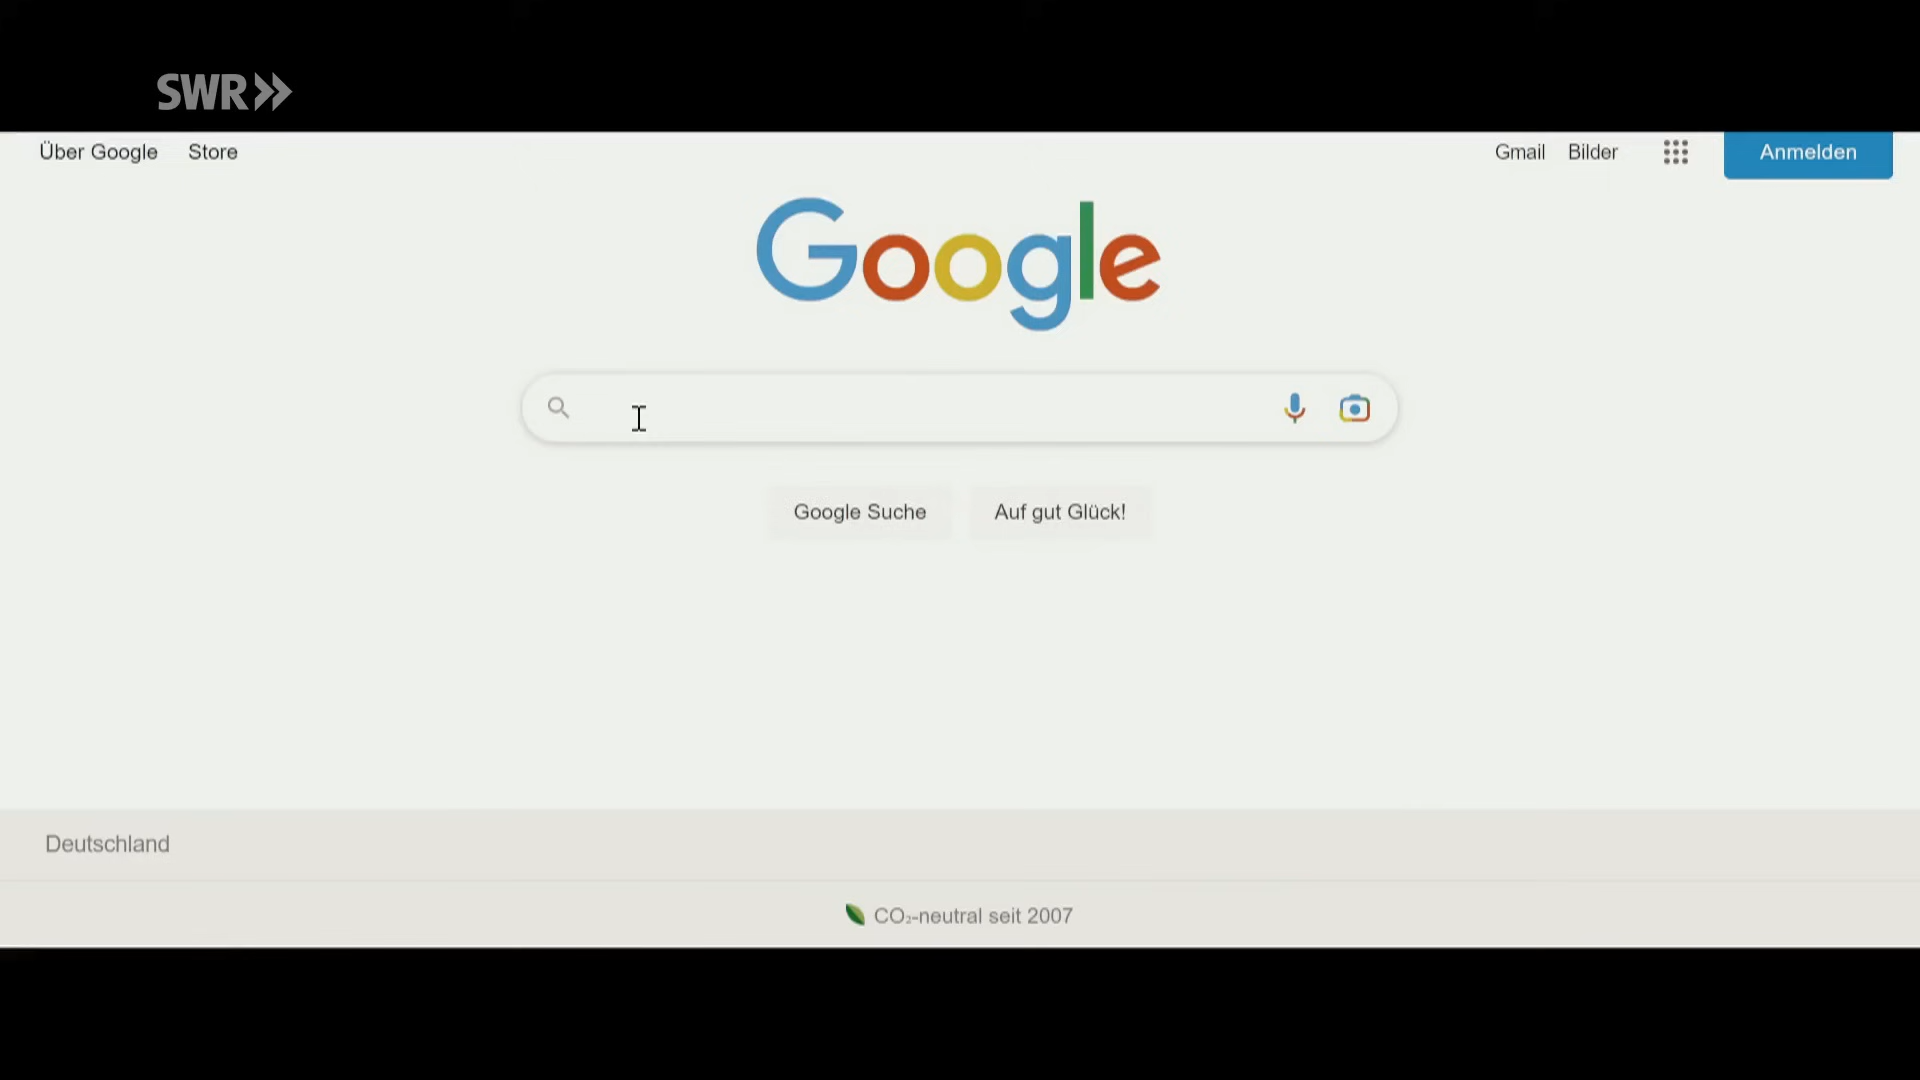 SWR
Über Google Store Gmail Bilder Anmelden
Google
Google Suche Auf gut Glück!
Deutschland
CO₂-neutral seit 2007